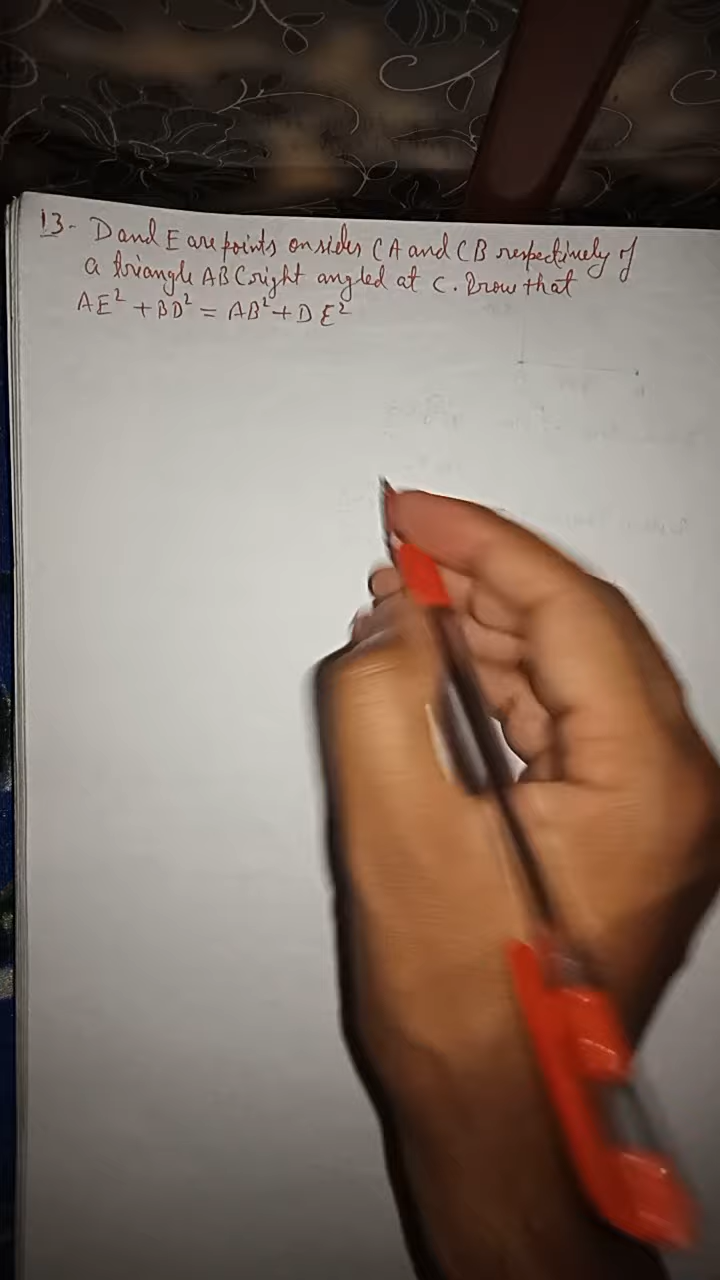 13- D and E are points on sides CA and CB respectively of
a triangle ABC right angled at C. Prove that
AE² + BD² = AB² + DE²